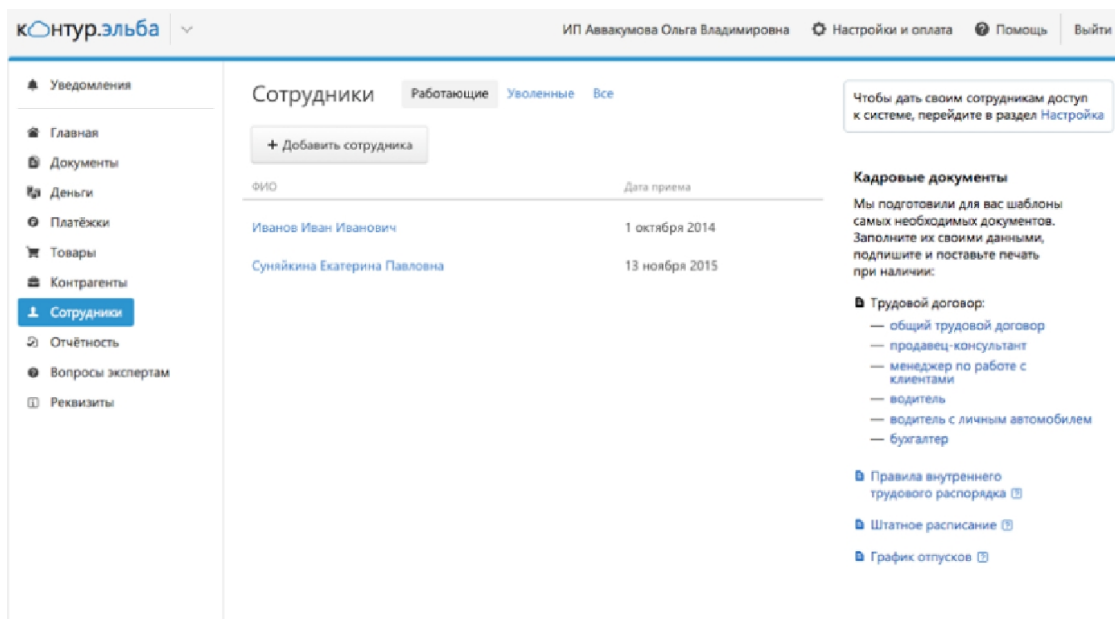 контур.эльба
ИП Аввакумова Ольга Владимировна
Настройки и оплата
Помощь
Выйти
Уведомления
Главная
Документы
Деньги
Платёжки
Товары
Контрагенты
Сотрудники
Отчётность
Вопросы экспертам
Реквизиты
Сотрудники
Работающие
Уволенные
Все
+ Добавить сотрудника
ФИО
Дата приема
Иванов Иван Иванович
1 октября 2014
Суняйкина Екатерина Павловна
13 ноября 2015
Чтобы дать своим сотрудникам доступ
к системе, перейдите в раздел Настройка
Кадровые документы
Мы подготовили для вас шаблоны
самых необходимых документов.
Заполните их своими данными,
подпишите и поставьте печать
при наличии:
Трудовой договор:
— общий трудовой договор
— продавец-консультант
— менеджер по работе с
клиентами
— водитель
— водитель с личным автомобилем
— бухгалтер
Правила внутреннего
трудового распорядка ?
Штатное расписание ?
График отпусков ?